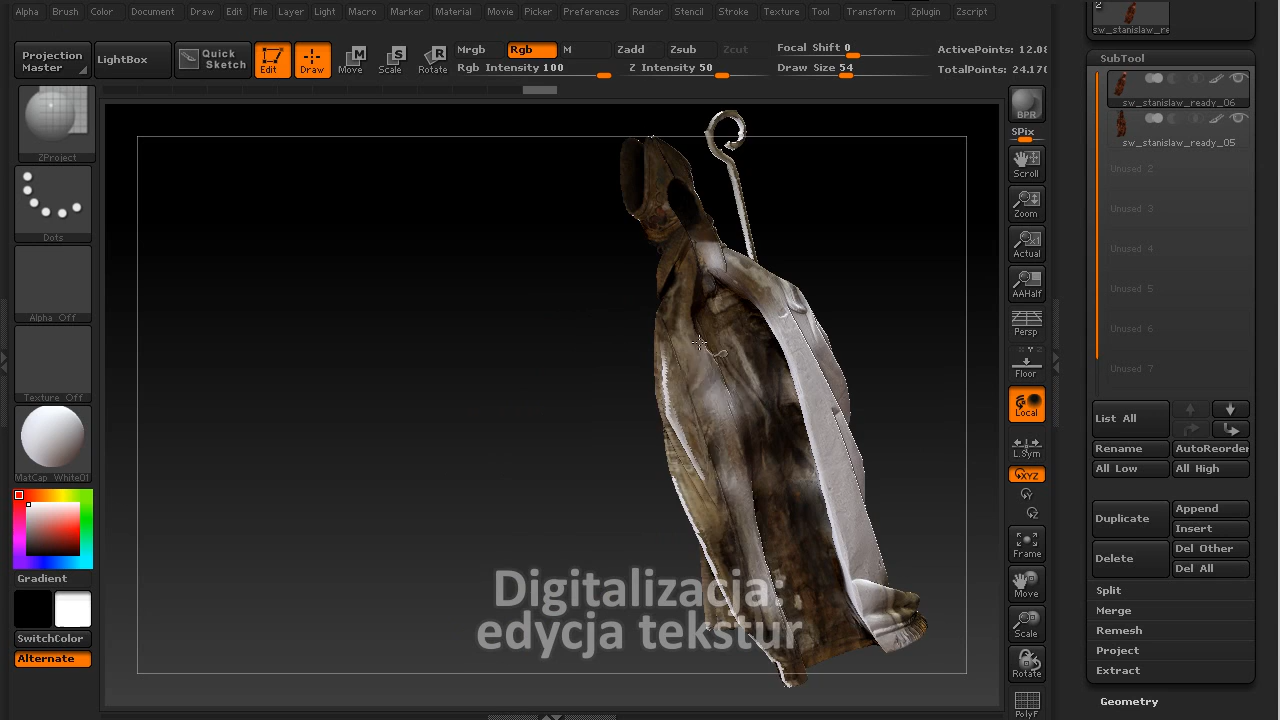 Alpha Brush Color Document Draw Edit File Layer Light Macro Marker Material Movie Picker Preferences Render Stencil Stroke Texture Tool Transform Zplugin Zscript
Projection
Master
LightBox
Quick
Sketch
Edit
Draw
Move
Scale
Rotate
Mrgb Rgb M Zadd Zsub Zcut
Rgb Intensity 100 Z Intensity 50
Focal Shift 0
Draw Size 54
ActivePoints: 12.08
TotalPoints: 24.170
ZProject
Dots
Alpha Off
Texture Off
MatCap White01
Gradient
SwitchColor
Alternate
BPR
SPix
Scroll
Zoom
Actual
AAHalf
Persp
Floor
Local
L.Sym
XYZ
Y
Z
Frame
Move
Scale
Rotate
PolyF
2
sw_stanislaw_re
SubTool
sw_stanislaw_ready_06
sw_stanislaw_ready_05
Unused 2
Unused 3
Unused 4
Unused 5
Unused 6
Unused 7
List All
Rename AutoReorder
All Low All High
Duplicate
Append
Insert
Delete
Del Other
Del All
Split
Merge
Remesh
Project
Extract
Geometry
Digitalizacja:
edycja tekstur